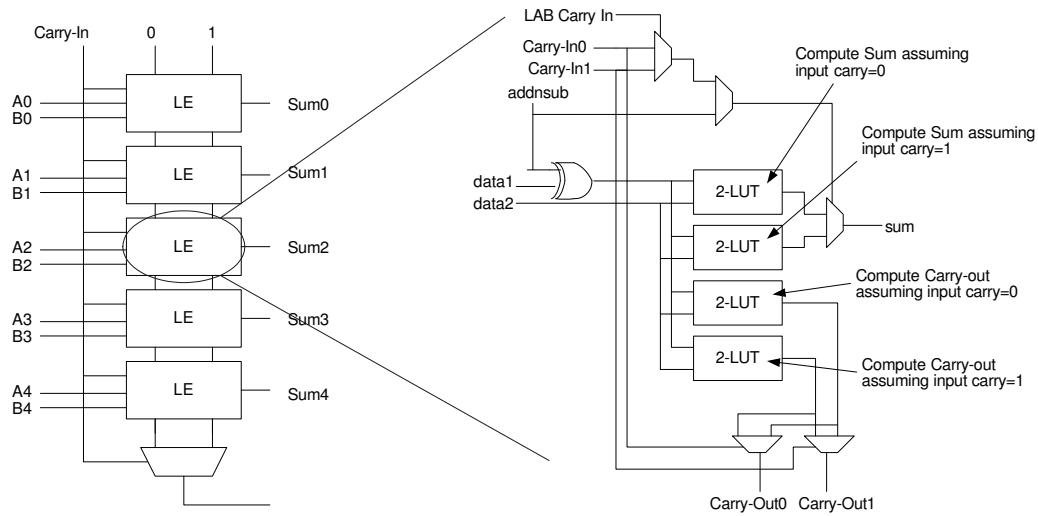 Carry-In
0
1
A0
B0
LE
Sum0
A1
B1
LE
Sum1
A2
B2
LE
Sum2
A3
B3
LE
Sum3
A4
B4
LE
Sum4
LAB Carry In
Carry-In0
Carry-In1
addnsub
data1
data2
Compute Sum assuming
input carry=0
Compute Sum assuming
input carry=1
2-LUT
2-LUT
sum
2-LUT
Compute Carry-out
assuming input carry=0
2-LUT
Compute Carry-out
assuming input carry=1
Carry-Out0
Carry-Out1